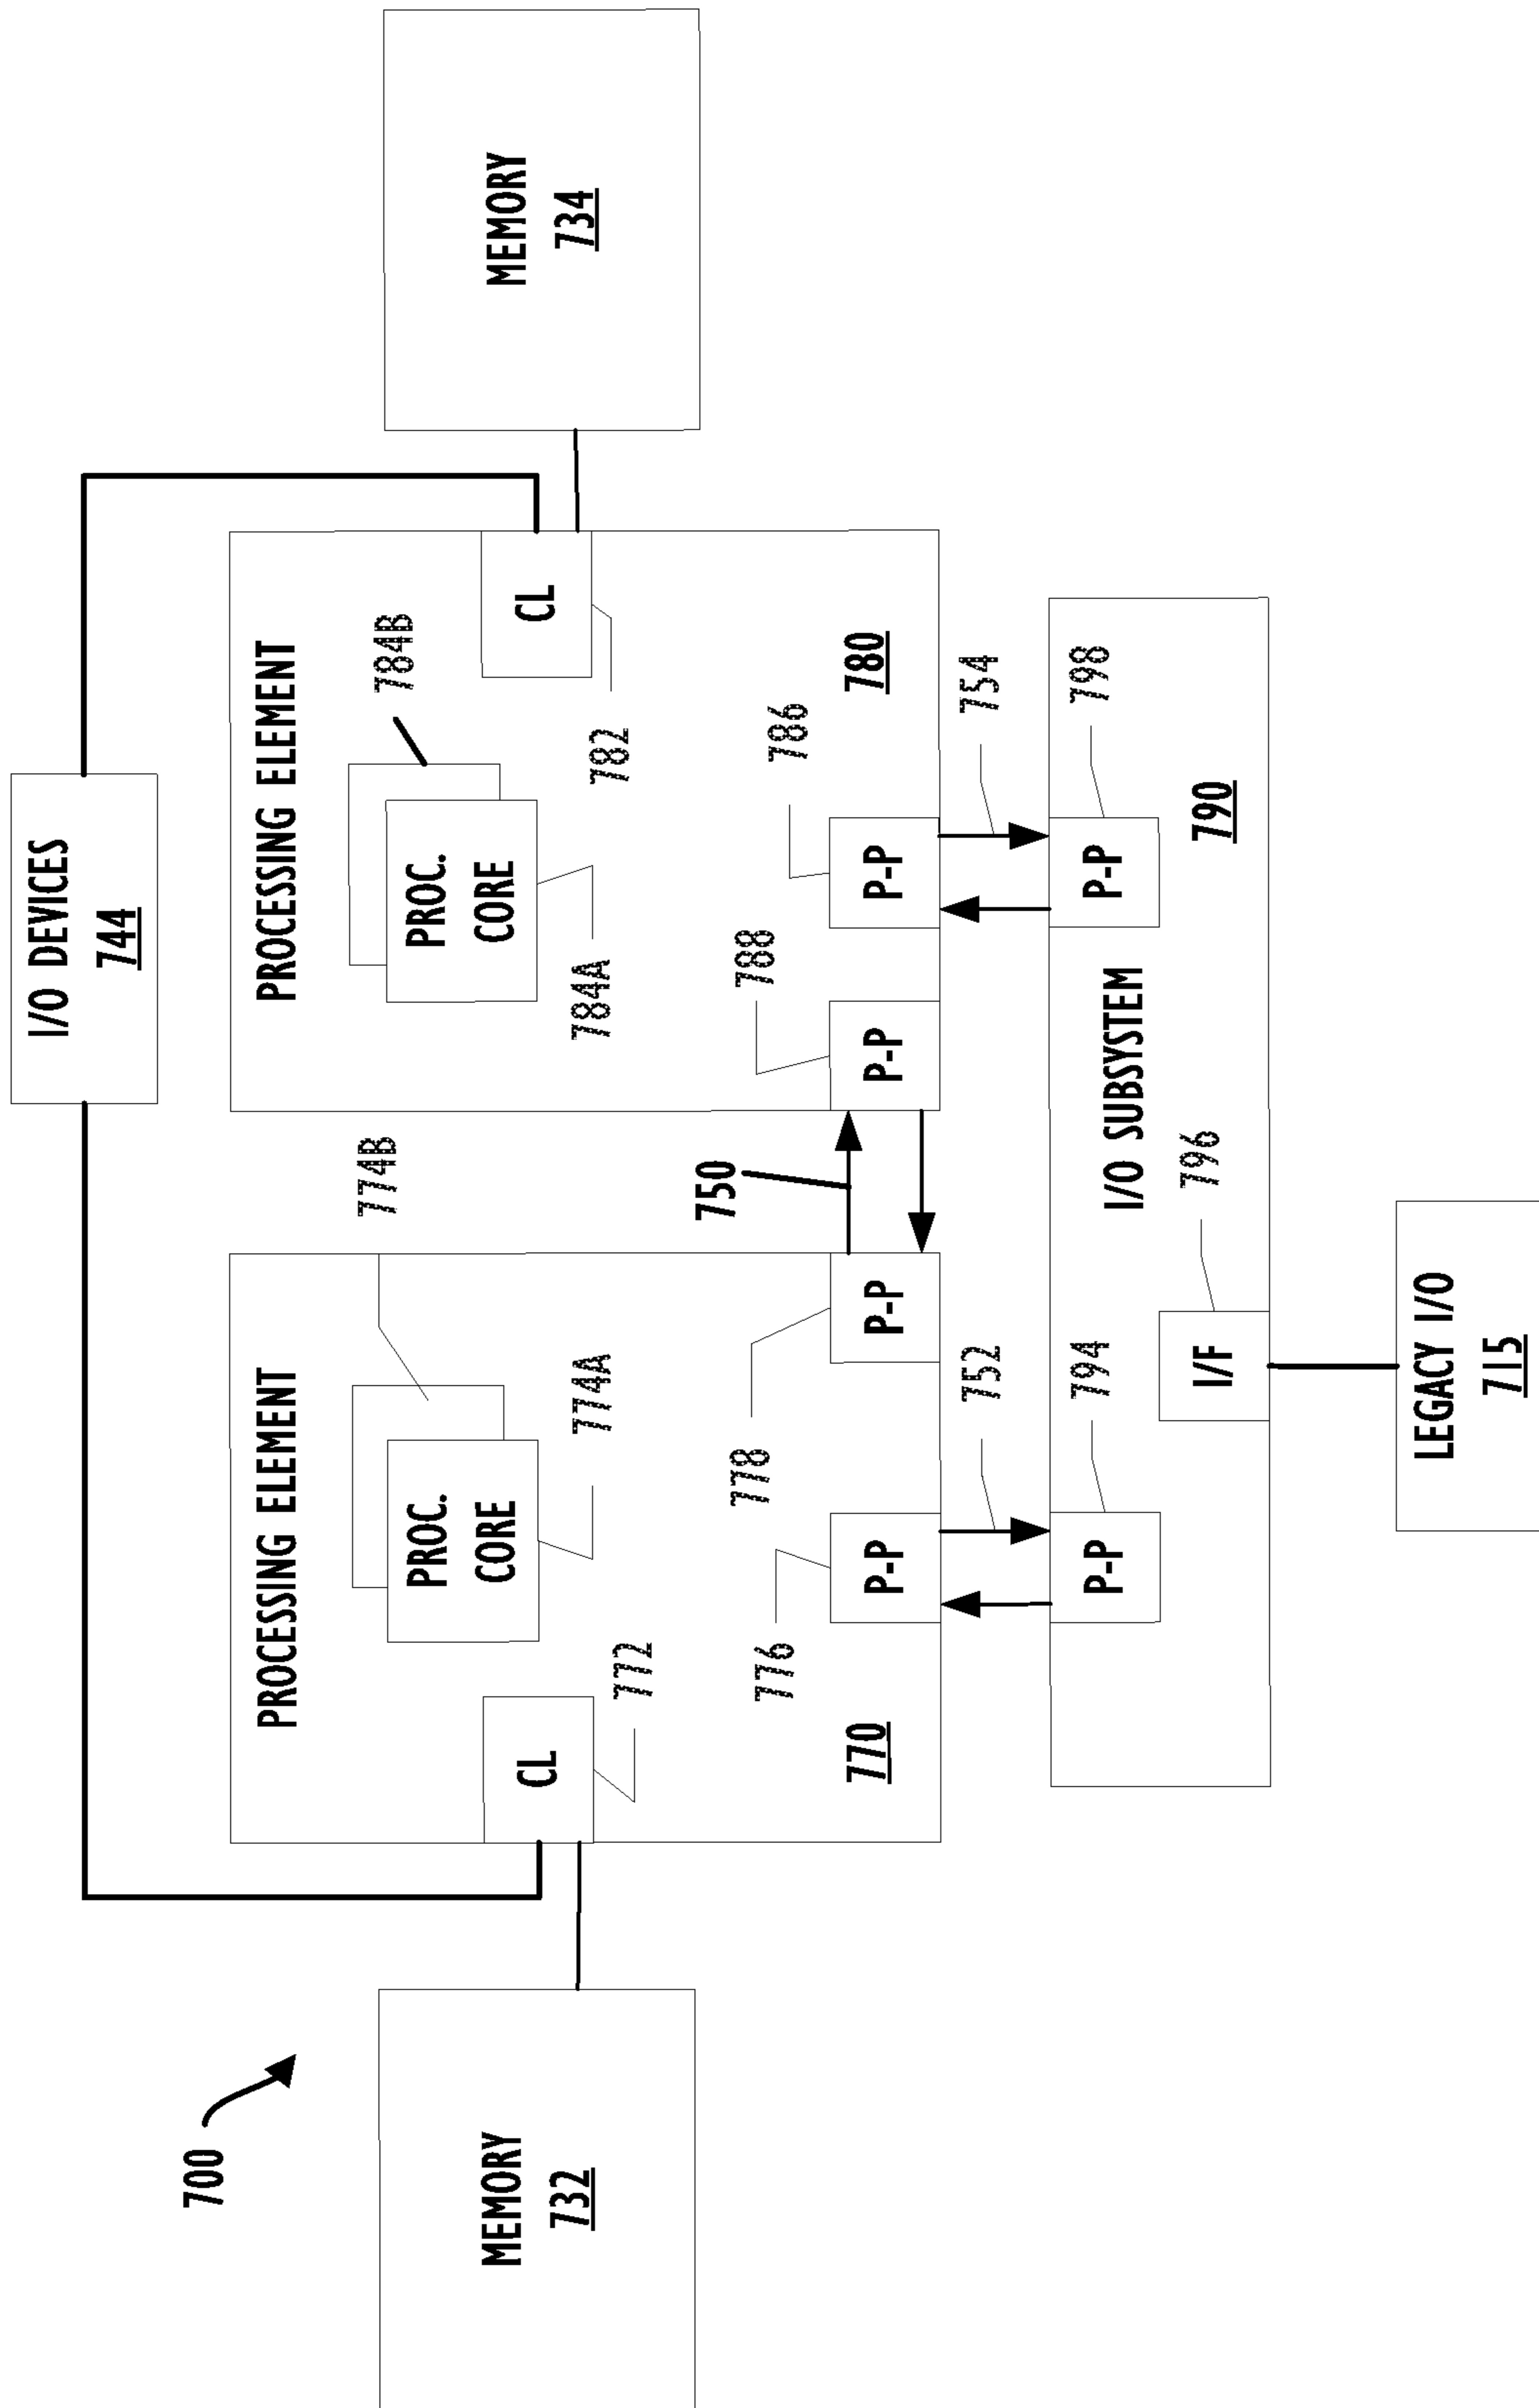 700
I/O DEVICES
744
MEMORY
732
MEMORY
734
PROCESSING ELEMENT
774B
PROC.
CORE
774A
CL
772
778
776
P-P
P-P
770
750
PROCESSING ELEMENT
784B
PROC.
CORE
784A
CL
782
788
786
P-P
P-P
780
752
754
794
798
P-P
P-P
I/O SUBSYSTEM
796
790
I/F
LEGACY I/O
715